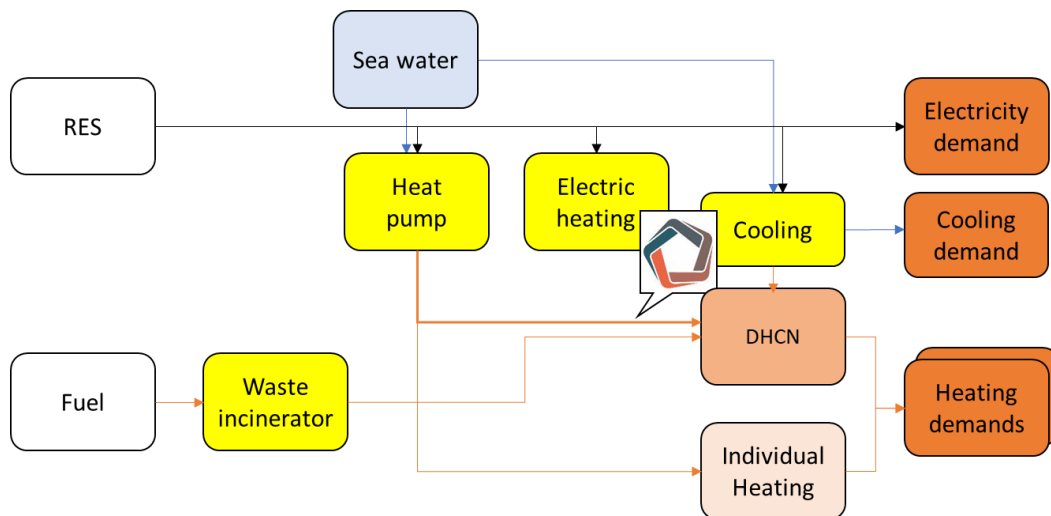 Sea water
RES
Electricity
demand
Heat
pump
Electric
heating
Cooling
Cooling
demand
DHCN
Fuel
Waste
incinerator
Heating
demands
Individual
Heating